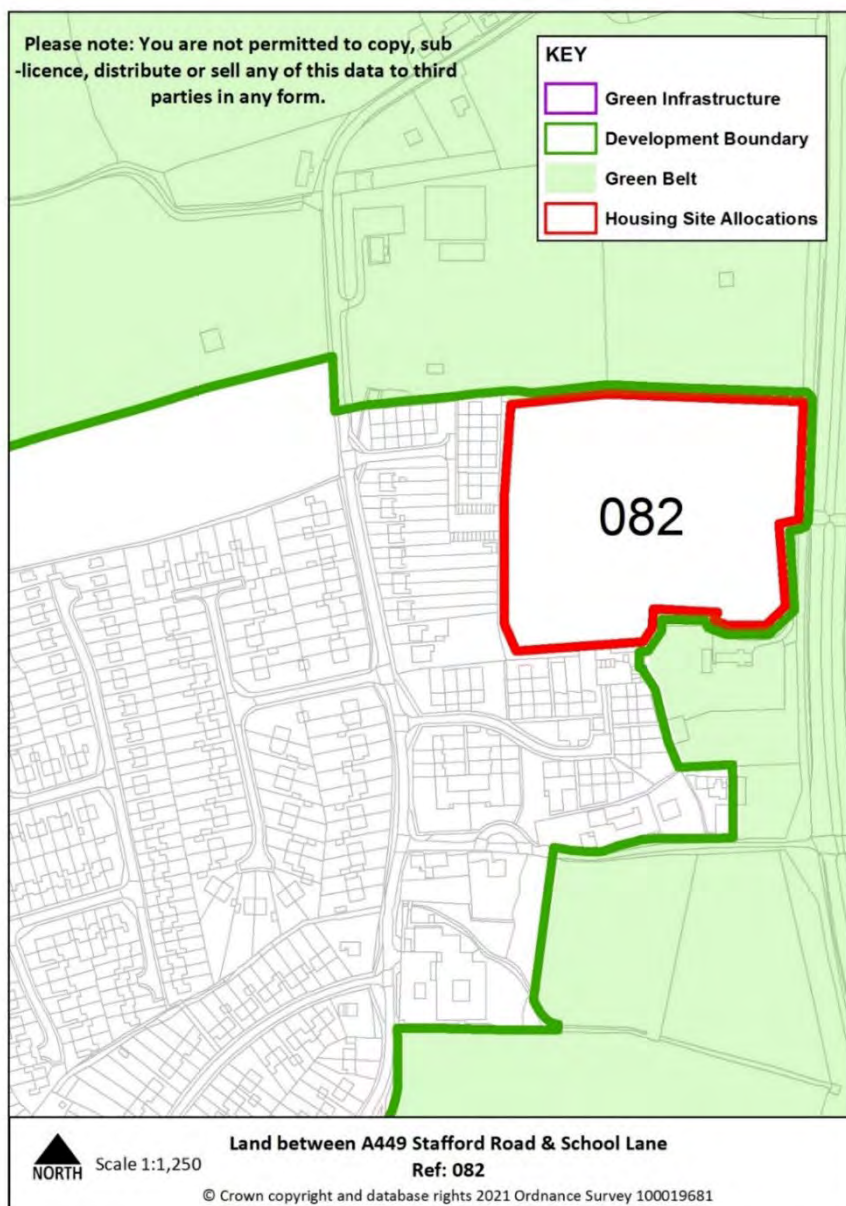 Please note: You are not permitted to copy, sub
-licence, distribute or sell any of this data to third
parties in any form.
KEY
Green Infrastructure
Development Boundary
Green Belt
Housing Site Allocations
082
NORTH
Scale 1:1,250
Land between A449 Stafford Road & School Lane
Ref: 082
© Crown copyright and database rights 2021 Ordnance Survey 100019681